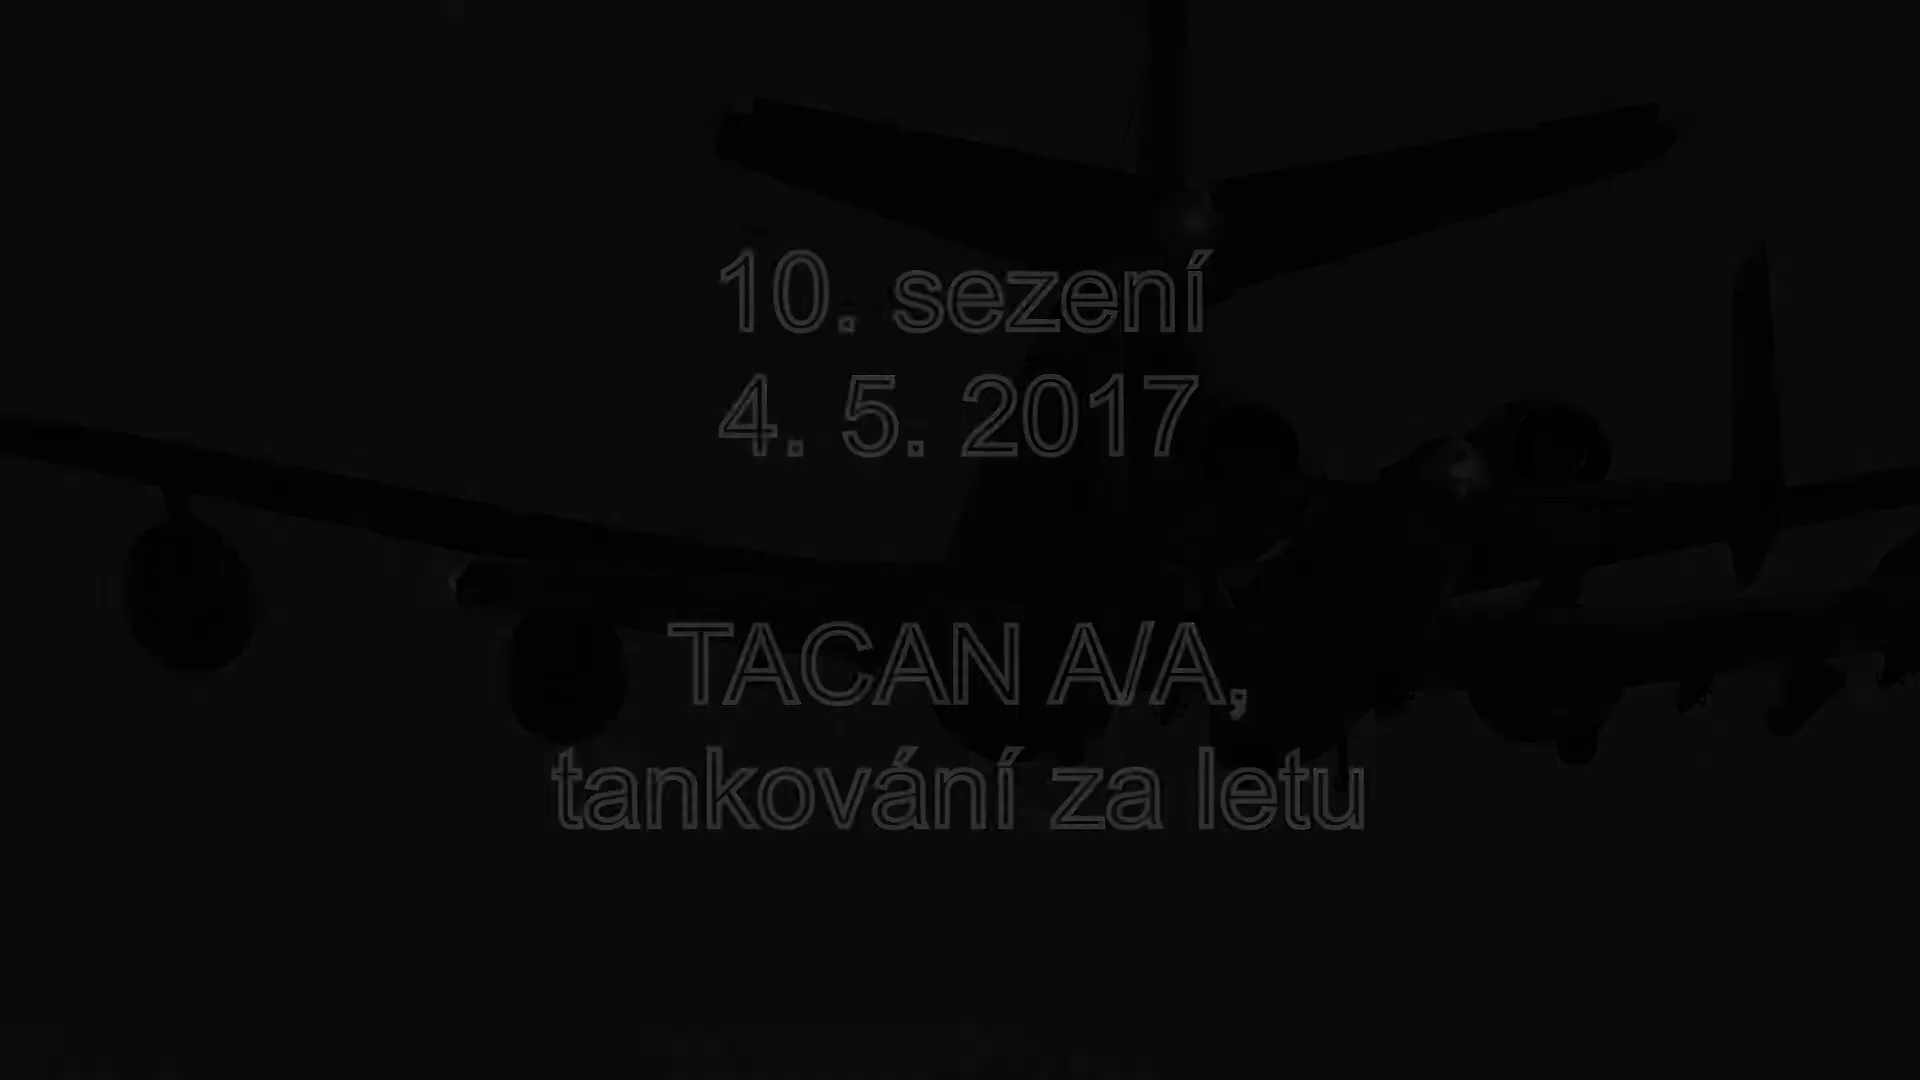 10. sezení
4. 5. 2017
TACAN A/A,
tankování za letu